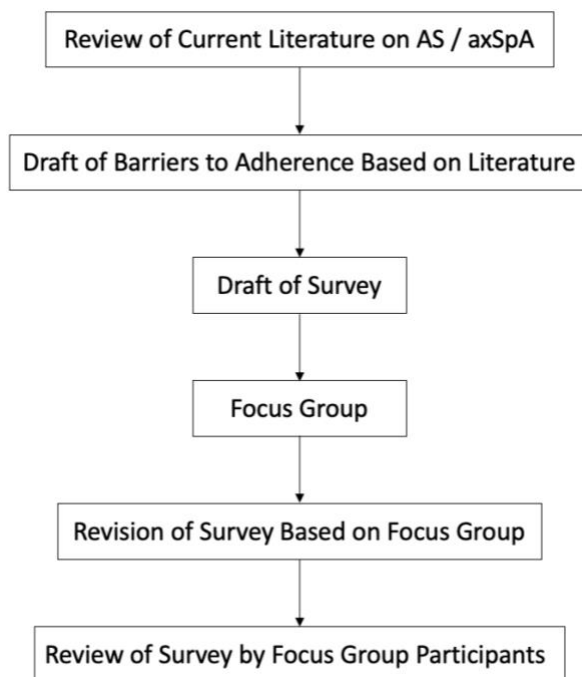 Review of Current Literature on AS / axSpA
Draft of Barriers to Adherence Based on Literature
Draft of Survey
Focus Group
Revision of Survey Based on Focus Group
Review of Survey by Focus Group Participants